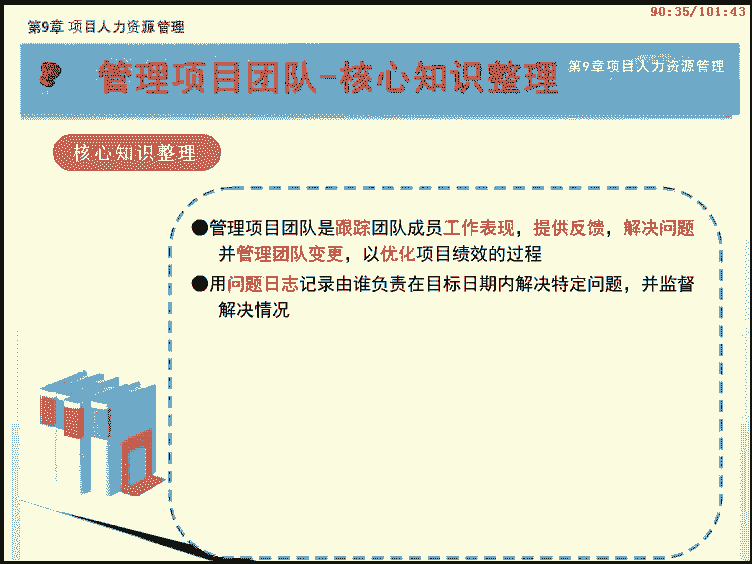 90:35/101:43
第9章 项目人力资源管理
管理项目团队-核心知识整理
第9章项目人力资源管理
核心知识整理
●管理项目团队是跟踪团队成员工作表现，提供反馈，解决问题
并管理团队变更，以优化项目绩效的过程
●用问题日志记录由谁负责在目标日期内解决特定问题，并监督
解决情况